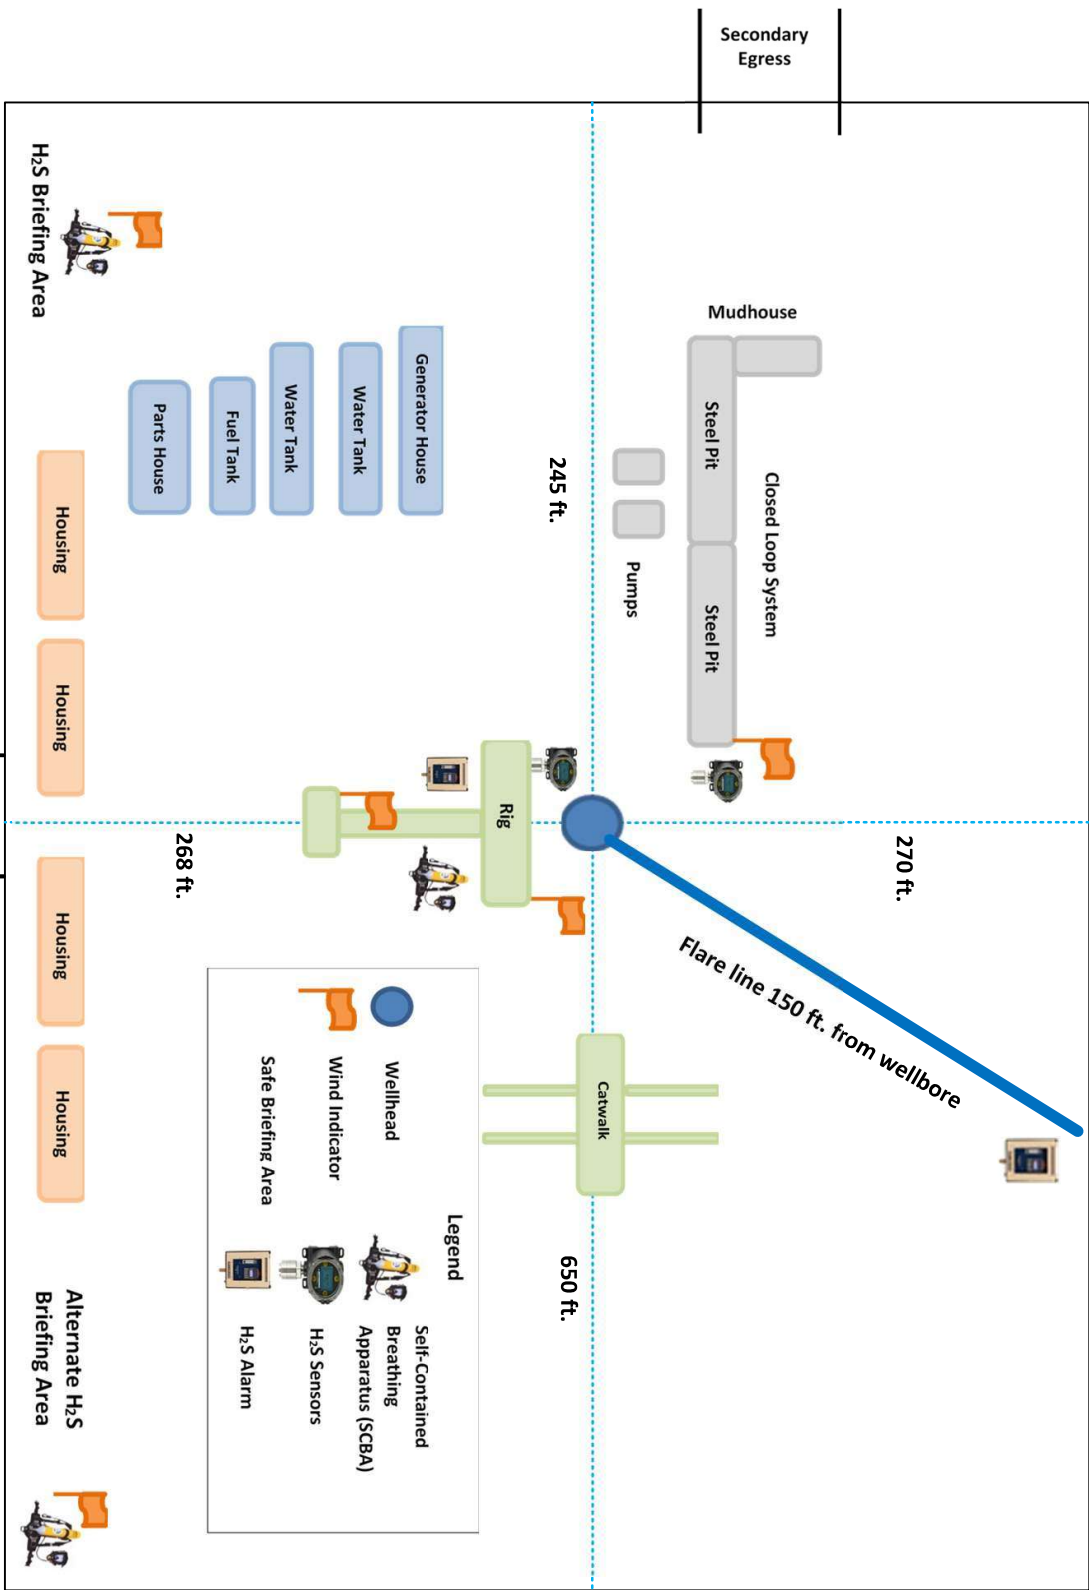 Secondary
Egress
H₂S Briefing Area
Mudhouse
Steel Pit
Steel Pit
Closed Loop System
Pumps
Generator House
Water Tank
Water Tank
Fuel Tank
Parts House
Housing
Housing
Housing
Housing
245 ft.
270 ft.
268 ft.
650 ft.
Rig
Catwalk
Flare line 150 ft. from wellbore
Legend
Wellhead
Wind Indicator
Safe Briefing Area
Self-Contained
Breathing
Apparatus (SCBA)
H₂S Sensors
H₂S Alarm
Alternate H₂S
Briefing Area